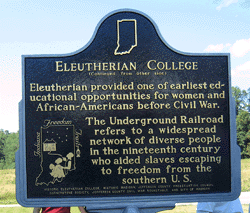 ELEUTHERIAN COLLEGE
(Continued from other side)
Eleutherian provided one of earliest ed-
ucational opportunities for women and
African-Americans before Civil War.
The Underground Railroad
refers to a widespread
network of diverse people
in the nineteenth century
who aided slaves escaping
to freedom from the
southern U. S.
Freedom
Indiana